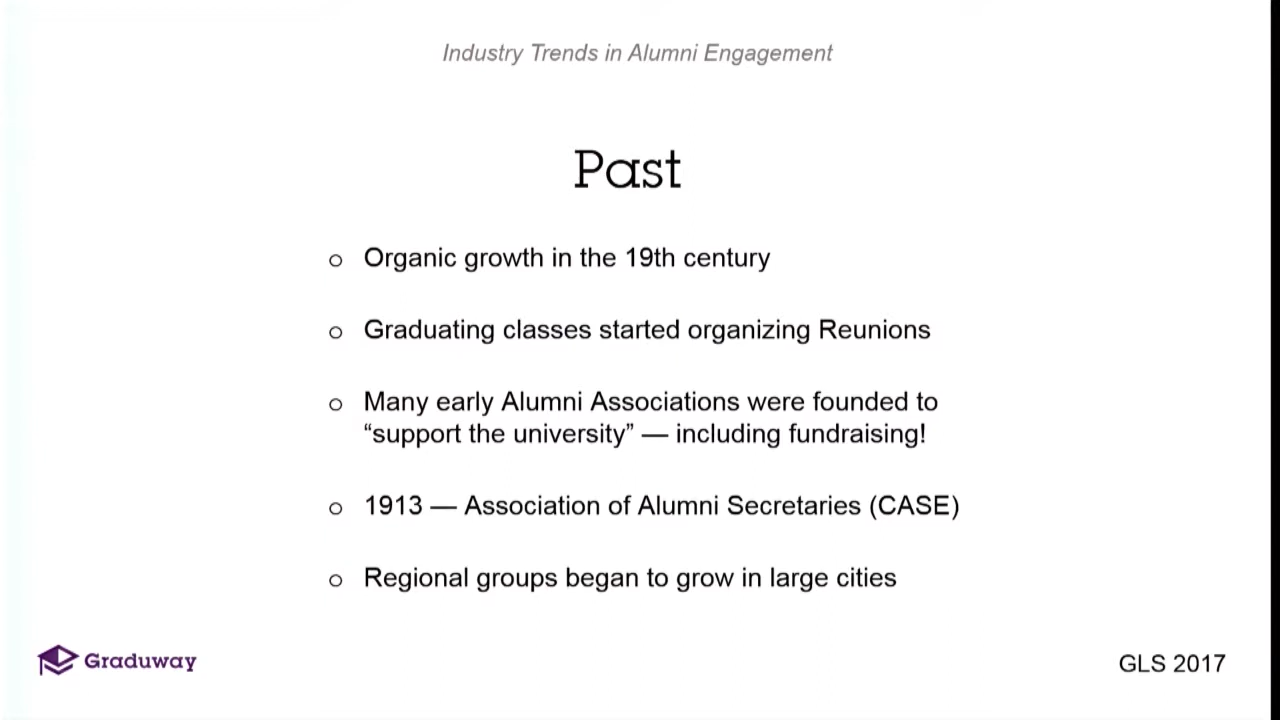 Industry Trends in Alumni Engagement
Past
o Organic growth in the 19th century
o Graduating classes started organizing Reunions
o Many early Alumni Associations were founded to
“support the university” — including fundraising!
o 1913 — Association of Alumni Secretaries (CASE)
o Regional groups began to grow in large cities
Graduway
GLS 2017